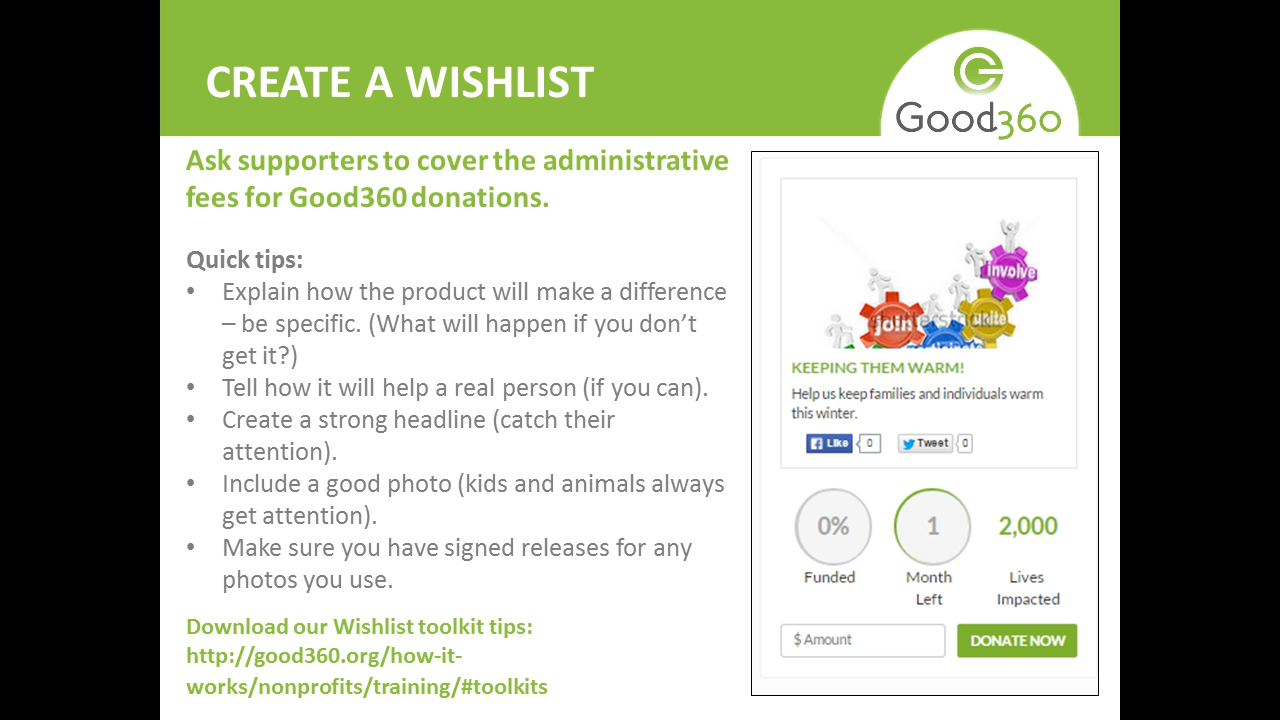 CREATE A WISHLIST
Good360
Ask supporters to cover the administrative
fees for Good360 donations.
Quick tips:
• Explain how the product will make a difference
– be specific. (What will happen if you don’t
get it?)
• Tell how it will help a real person (if you can).
• Create a strong headline (catch their
attention).
• Include a good photo (kids and animals always
get attention).
• Make sure you have signed releases for any
photos you use.
Download our Wishlist toolkit tips:
http://good360.org/how-it-
works/nonprofits/training/#toolkits
involve
join
unite
KEEPING THEM WARM!
Help us keep families and individuals warm
this winter.
Like 0 Tweet 0
0% 1 2,000
Funded Month Lives
Left Impacted
$ Amount DONATE NOW